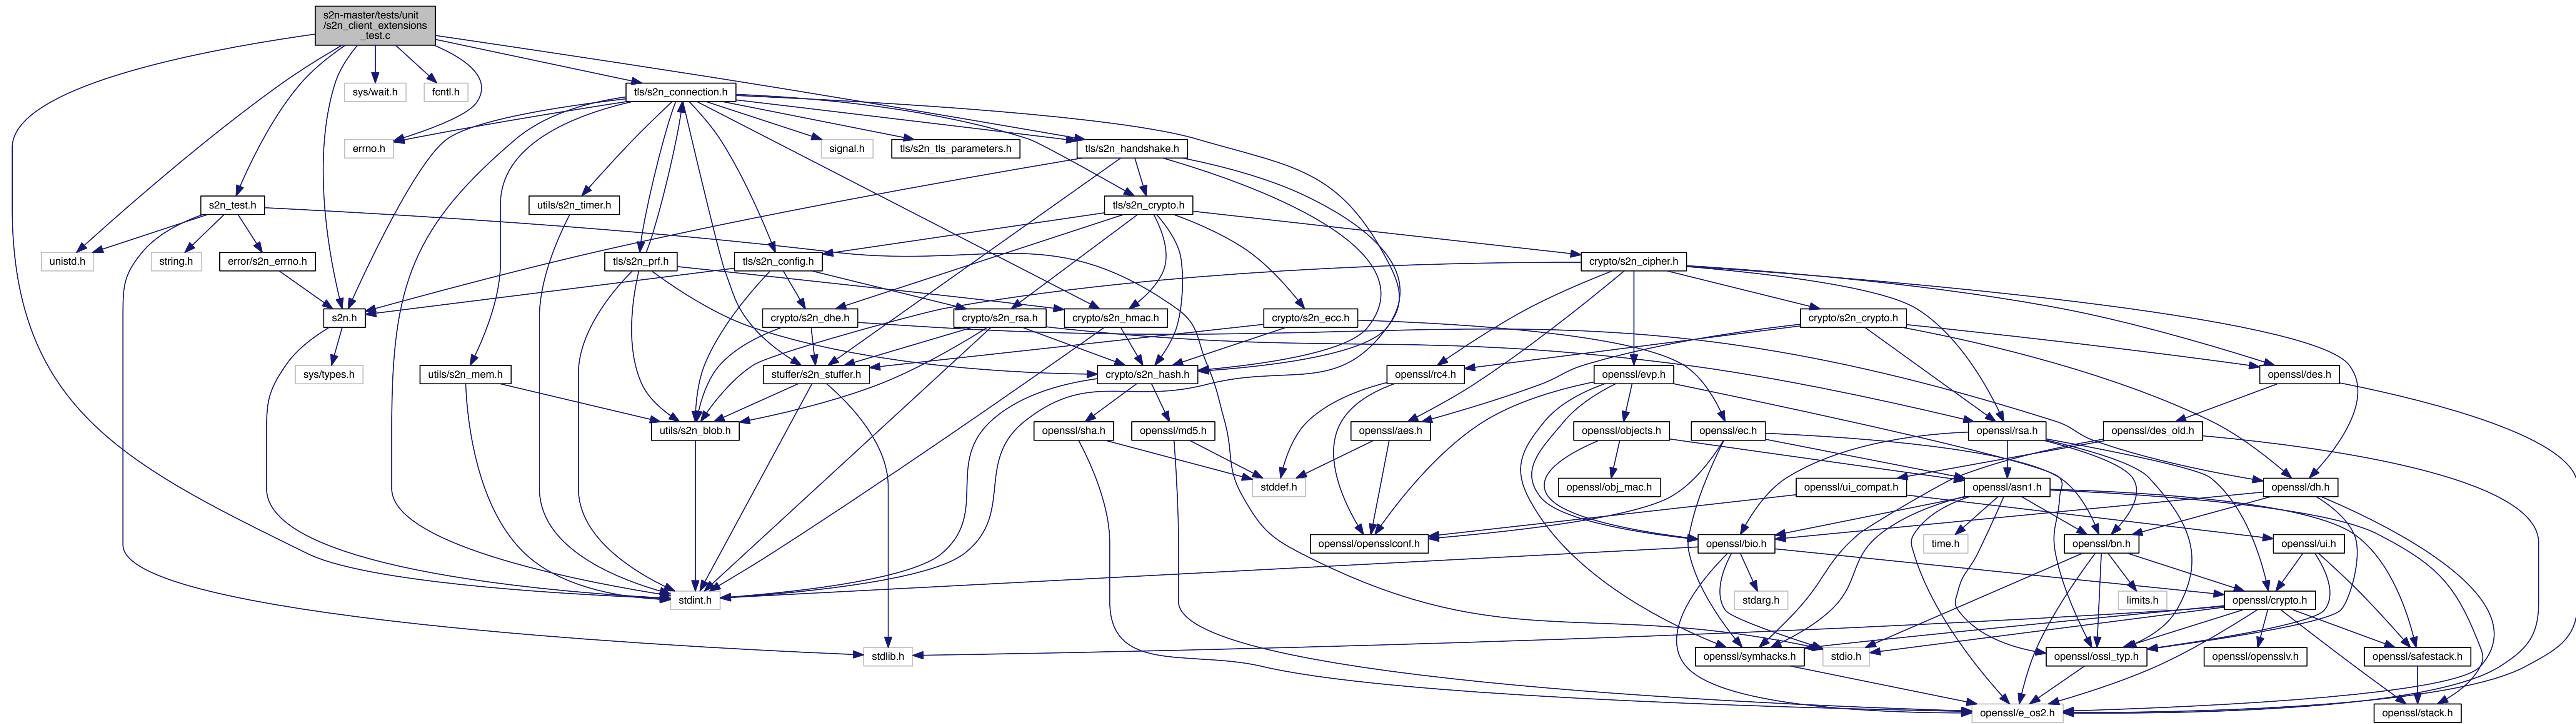 s2n-master/tests/unit
/s2n_client_extensions
_test.c
sys/wait.h
fcntl.h
tls/s2n_connection.h
errno.h
signal.h
tls/s2n_tls_parameters.h
tls/s2n_handshake.h
s2n_test.h
utils/s2n_timer.h
tls/s2n_crypto.h
unistd.h
string.h
error/s2n_errno.h
tls/s2n_prf.h
tls/s2n_config.h
crypto/s2n_cipher.h
s2n.h
crypto/s2n_dhe.h
crypto/s2n_rsa.h
crypto/s2n_hmac.h
crypto/s2n_ecc.h
crypto/s2n_crypto.h
sys/types.h
utils/s2n_mem.h
stuffer/s2n_stuffer.h
crypto/s2n_hash.h
openssl/rc4.h
openssl/evp.h
openssl/des.h
utils/s2n_blob.h
openssl/sha.h
openssl/md5.h
openssl/aes.h
openssl/objects.h
openssl/ec.h
openssl/rsa.h
openssl/des_old.h
stddef.h
openssl/obj_mac.h
openssl/ui_compat.h
openssl/asn1.h
openssl/dh.h
openssl/opensslconf.h
openssl/bio.h
time.h
openssl/bn.h
openssl/ui.h
stdint.h
stdarg.h
limits.h
openssl/crypto.h
stdlib.h
openssl/symhacks.h
stdio.h
openssl/ossl_typ.h
openssl/opensslv.h
openssl/safestack.h
openssl/e_os2.h
openssl/stack.h